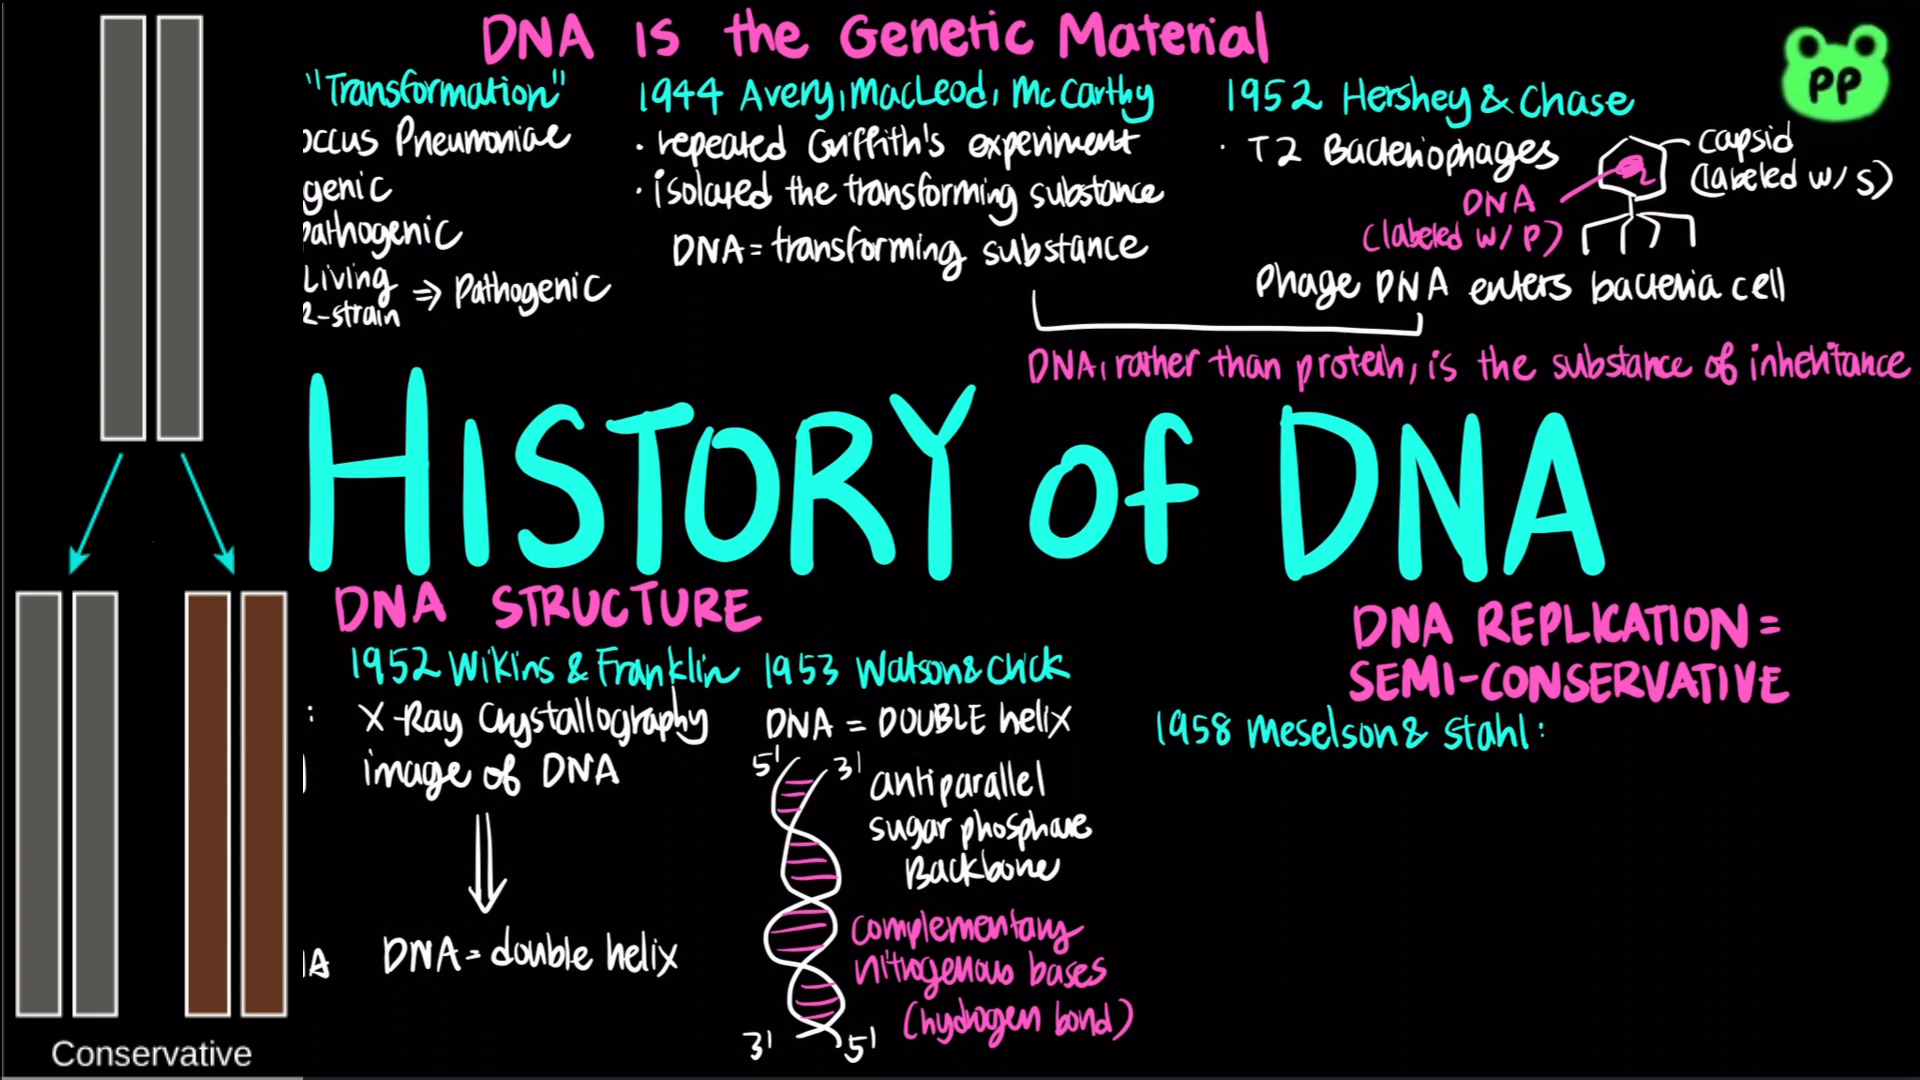 DNA IS the Genetic Material
"Transformation"
occus Pneumoniae
genic
pathogenic
Living
R-strain
⇒ Pathogenic
1944 Avery, MacLeod, McCarthy
• repeated Griffith's experiment
• isolated the transforming substance
DNA = transforming substance
1952 Hershey & Chase
• T2 Bacteriophages
capsid
(labeled w/ S)
DNA
(labeled w/ P)
Phage DNA enters bacteria cell
DNA, rather than protein, is the substance of inheritance
PP
HISTORY of DNA
DNA STRUCTURE
1952 Wilkins & Franklin
X-Ray Crystallography
image of DNA
DNA = double helix
:
A
1953 Watson & Crick
DNA = DOUBLE helix
5' 3'
antiparallel
sugar phosphate
Backbone
complementary
nitrogenous bases
(hydrogen bond)
3' 5'
DNA REPLICATION =
SEMI-CONSERVATIVE
1958 Meselson & Stahl:
Conservative